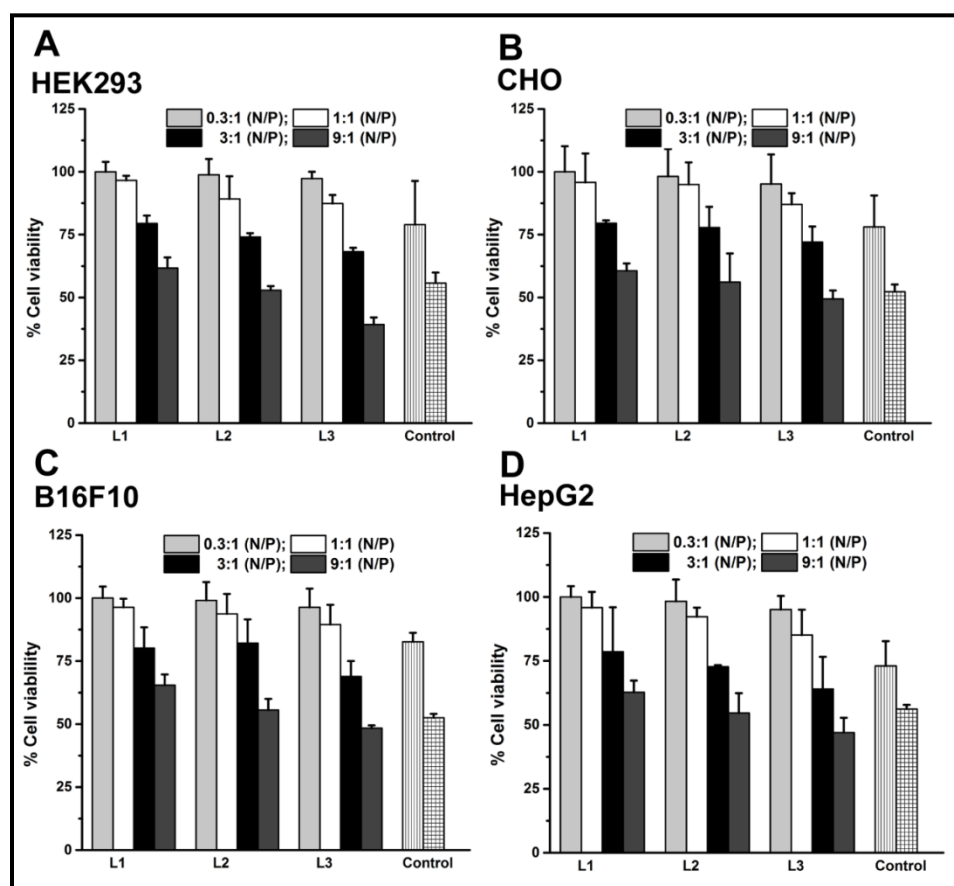 A
HEK293
0.3:1 (N/P); 1:1 (N/P)
3:1 (N/P); 9:1 (N/P)
% Cell viability
125
100
75
50
25
0
L1 L2 L3 Control
B
CHO
0.3:1 (N/P); 1:1 (N/P)
3:1 (N/P); 9:1 (N/P)
% Cell viability
125
100
75
50
25
0
L1 L2 L3 Control
C
B16F10
0.3:1 (N/P); 1:1 (N/P)
3:1 (N/P); 9:1 (N/P)
% Cell viablility
125
100
75
50
25
0
L1 L2 L3 Control
D
HepG2
0.3:1 (N/P); 1:1 (N/P)
3:1 (N/P); 9:1 (N/P)
% Cell viability
125
100
75
50
25
0
L1 L2 L3 Control